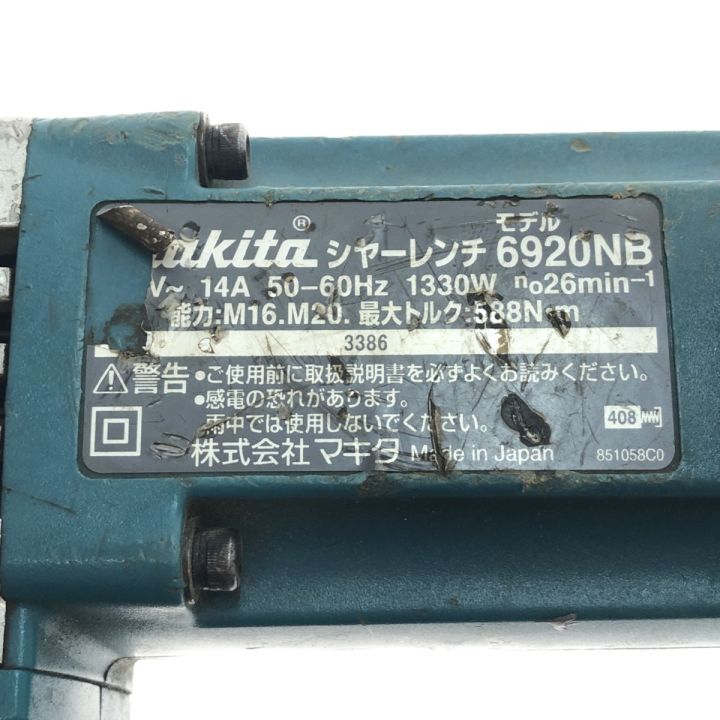 モデル
akita® シャーレンチ 6920NB
V~ 14A 50-60Hz 1330W n₀26min⁻¹
能力:M16.M20. 最大トルク:588N·m
3386
⚠警告 •ご使用前に取扱説明書を必ずよくお読みください。
•感電の恐れがあります。
雨中では使用しないでください。
408
株式会社 マキタ Made in Japan 851058C0